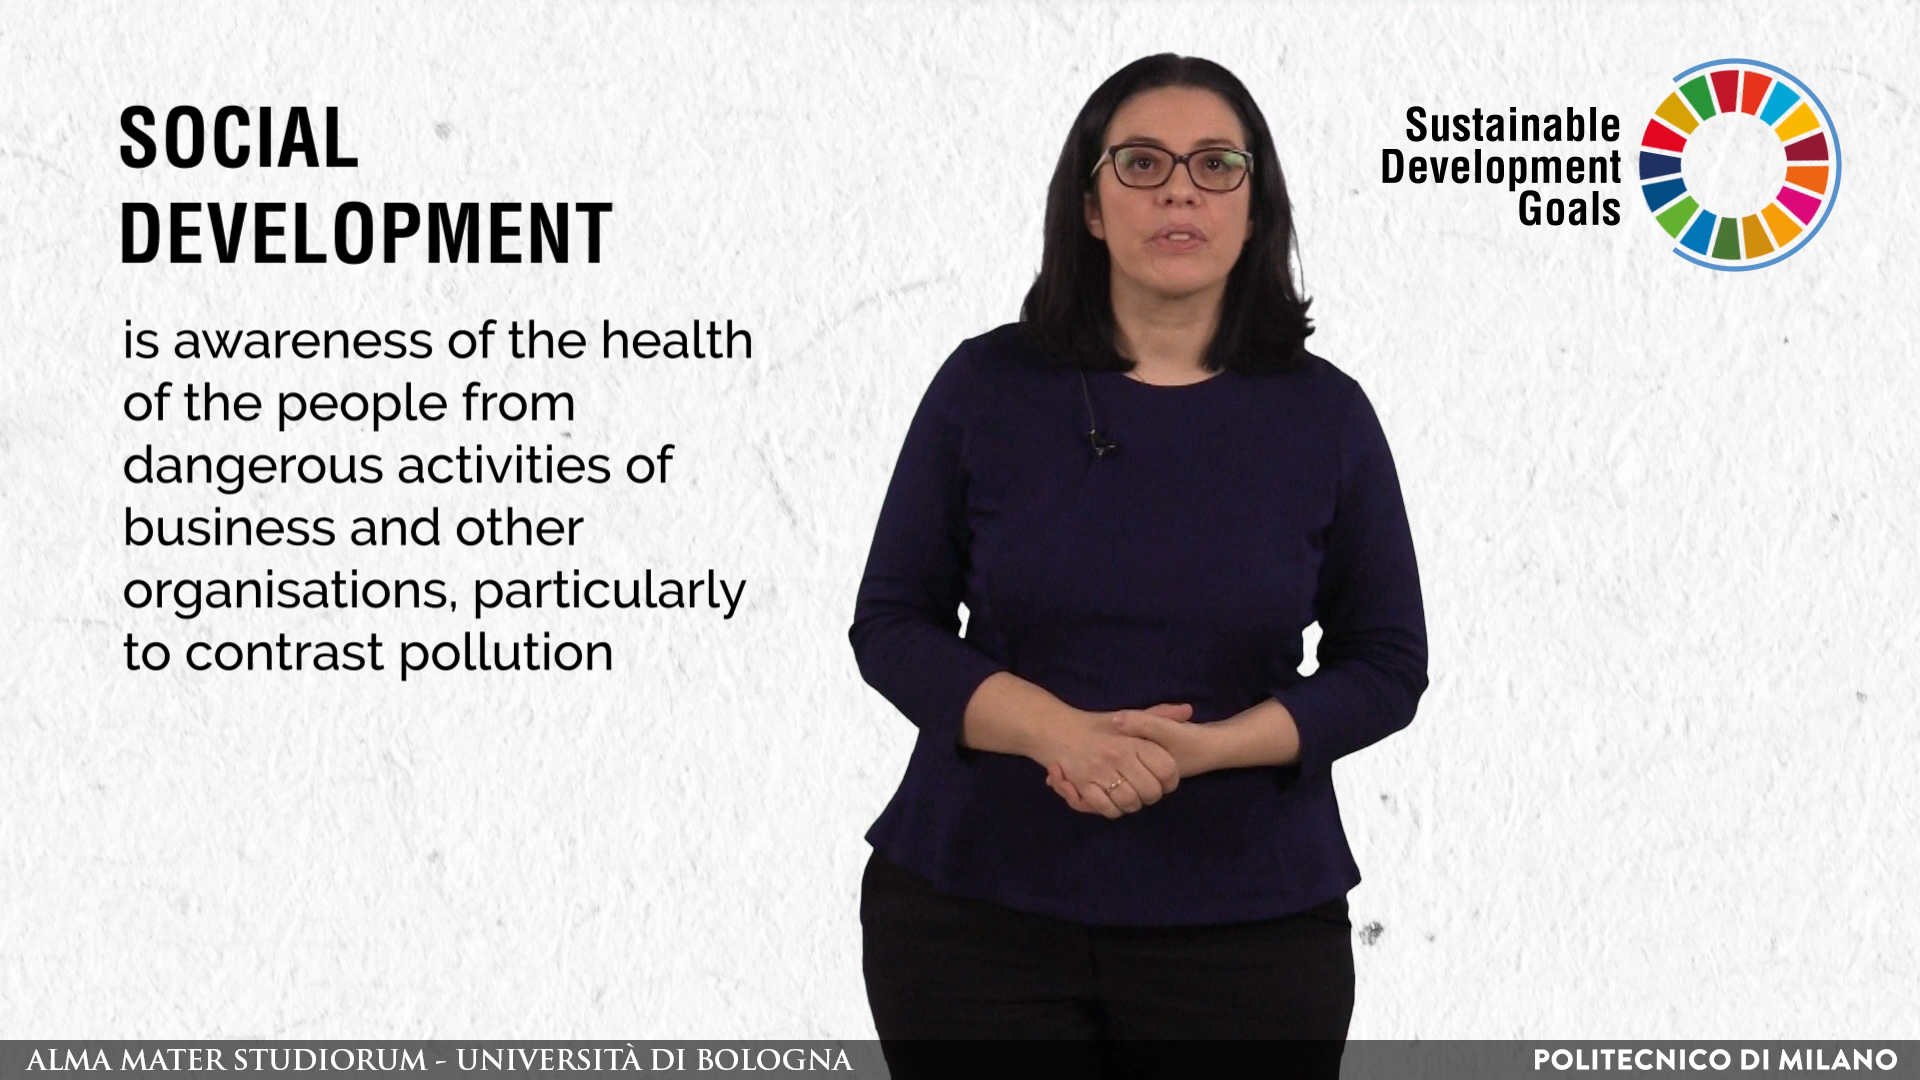 SOCIAL
DEVELOPMENT
is awareness of the health
of the people from
dangerous activities of
business and other
organisations, particularly
to contrast pollution
Sustainable
Development
Goals
ALMA MATER STUDIORUM - UNIVERSITÀ DI BOLOGNA
POLITECNICO DI MILANO